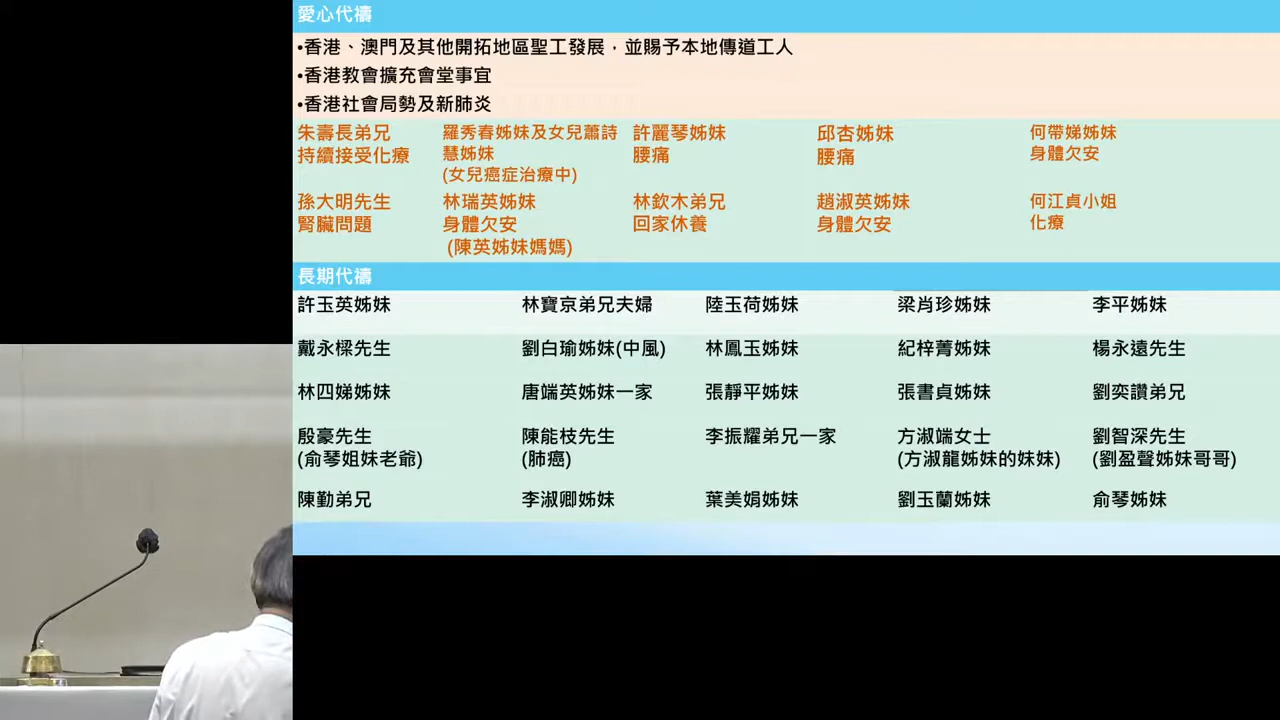 愛心代禱
•香港、澳門及其他開拓地區聖工發展，並賜予本地傳道工人
•香港教會擴充會堂事宜
•香港社會局勢及新肺炎
朱壽長弟兄
持續接受化療
羅秀春姊妹及女兒蕭詩
慧姊妹
(女兒癌症治療中)
許麗琴姊妹
腰痛
邱杏姊妹
腰痛
何帶娣姊妹
身體欠安
孫大明先生
腎臟問題
林瑞英姊妹
身體欠安
(陳英姊妹媽媽)
林欽木弟兄
回家休養
趙淑英姊妹
身體欠安
何江貞小姐
化療
長期代禱
許玉英姊妹 林寶京弟兄夫婦 陸玉荷姊妹 梁肖珍姊妹 李平姊妹
戴永樑先生 劉白瑜姊妹(中風) 林鳳玉姊妹 紀梓菁姊妹 楊永遠先生
林四娣姊妹 唐端英姊妹一家 張靜平姊妹 張書貞姊妹 劉奕讚弟兄
殷豪先生
(俞琴姐妹老爺)
陳能枝先生
(肺癌)
李振耀弟兄一家
方淑端女士
(方淑龍姊妹的妹妹)
劉智深先生
(劉盈聲姊妹哥哥)
陳勤弟兄 李淑卿姊妹 葉美娟姊妹 劉玉蘭姊妹 俞琴姊妹